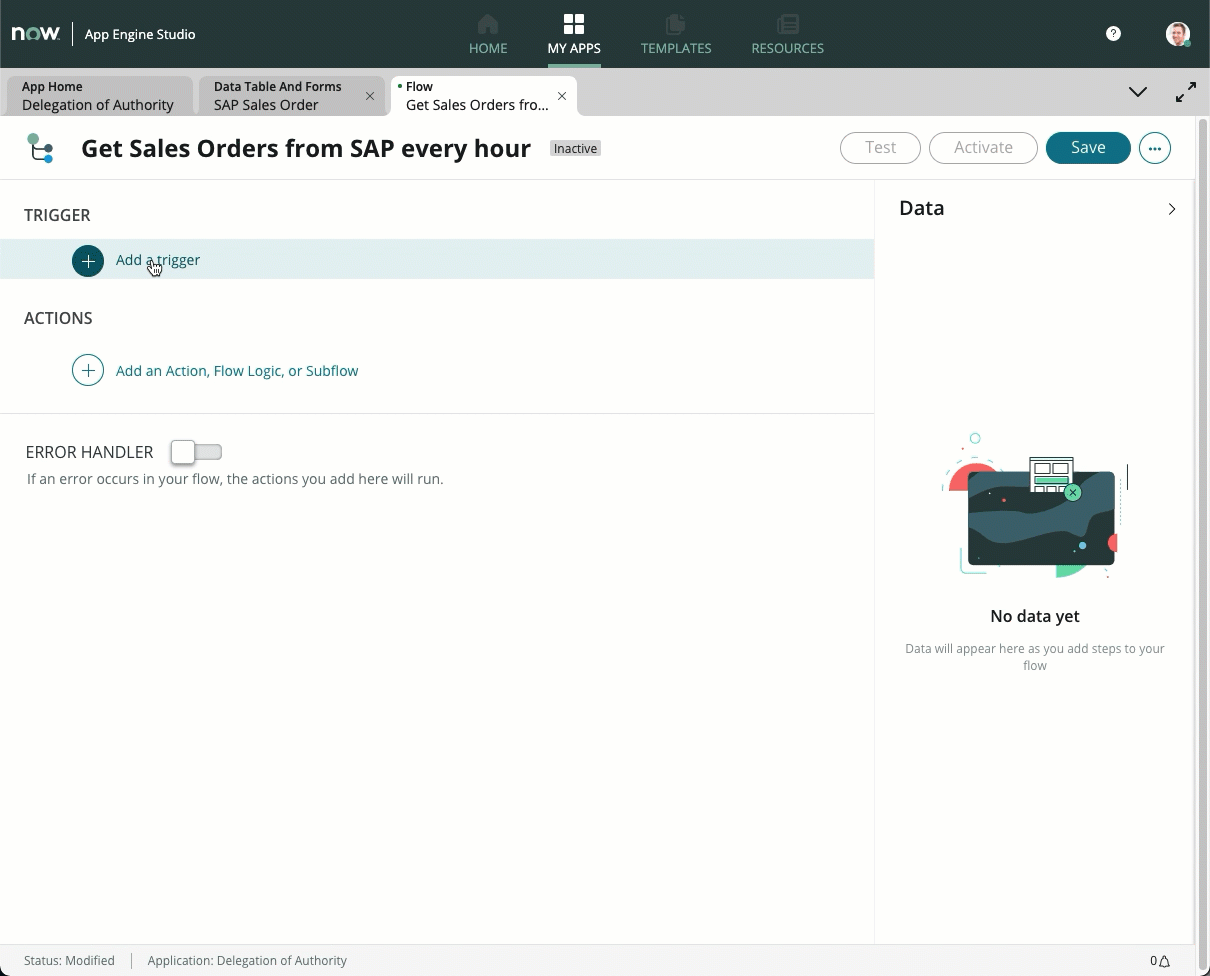 now
App Engine Studio
HOME
MY APPS
TEMPLATES
RESOURCES
?
App Home
Delegation of Authority
Data Table And Forms
SAP Sales Order
Flow
Get Sales Orders fro...
Get Sales Orders from SAP every hour
Inactive
Test
Activate
Save
TRIGGER
Add a trigger
ACTIONS
Add an Action, Flow Logic, or Subflow
ERROR HANDLER
If an error occurs in your flow, the actions you add here will run.
Data
No data yet
Data will appear here as you add steps to your
flow
Status: Modified
Application: Delegation of Authority
0